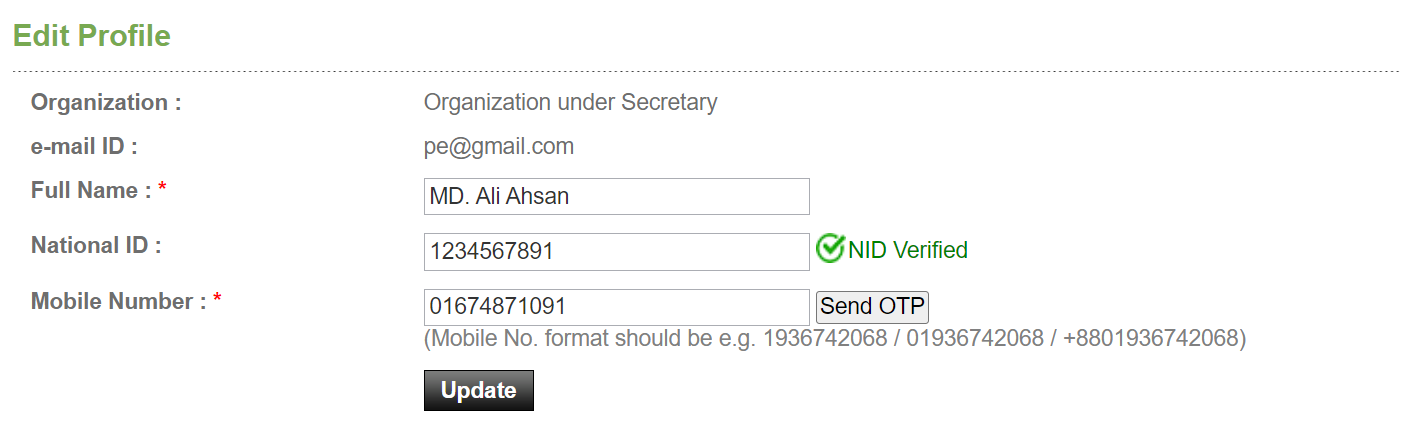 Edit Profile
Organization : Organization under Secretary
e-mail ID : pe@gmail.com
Full Name : * MD. Ali Ahsan
National ID : 1234567891 NID Verified
Mobile Number : * 01674871091 Send OTP
(Mobile No. format should be e.g. 1936742068 / 01936742068 / +8801936742068)
Update